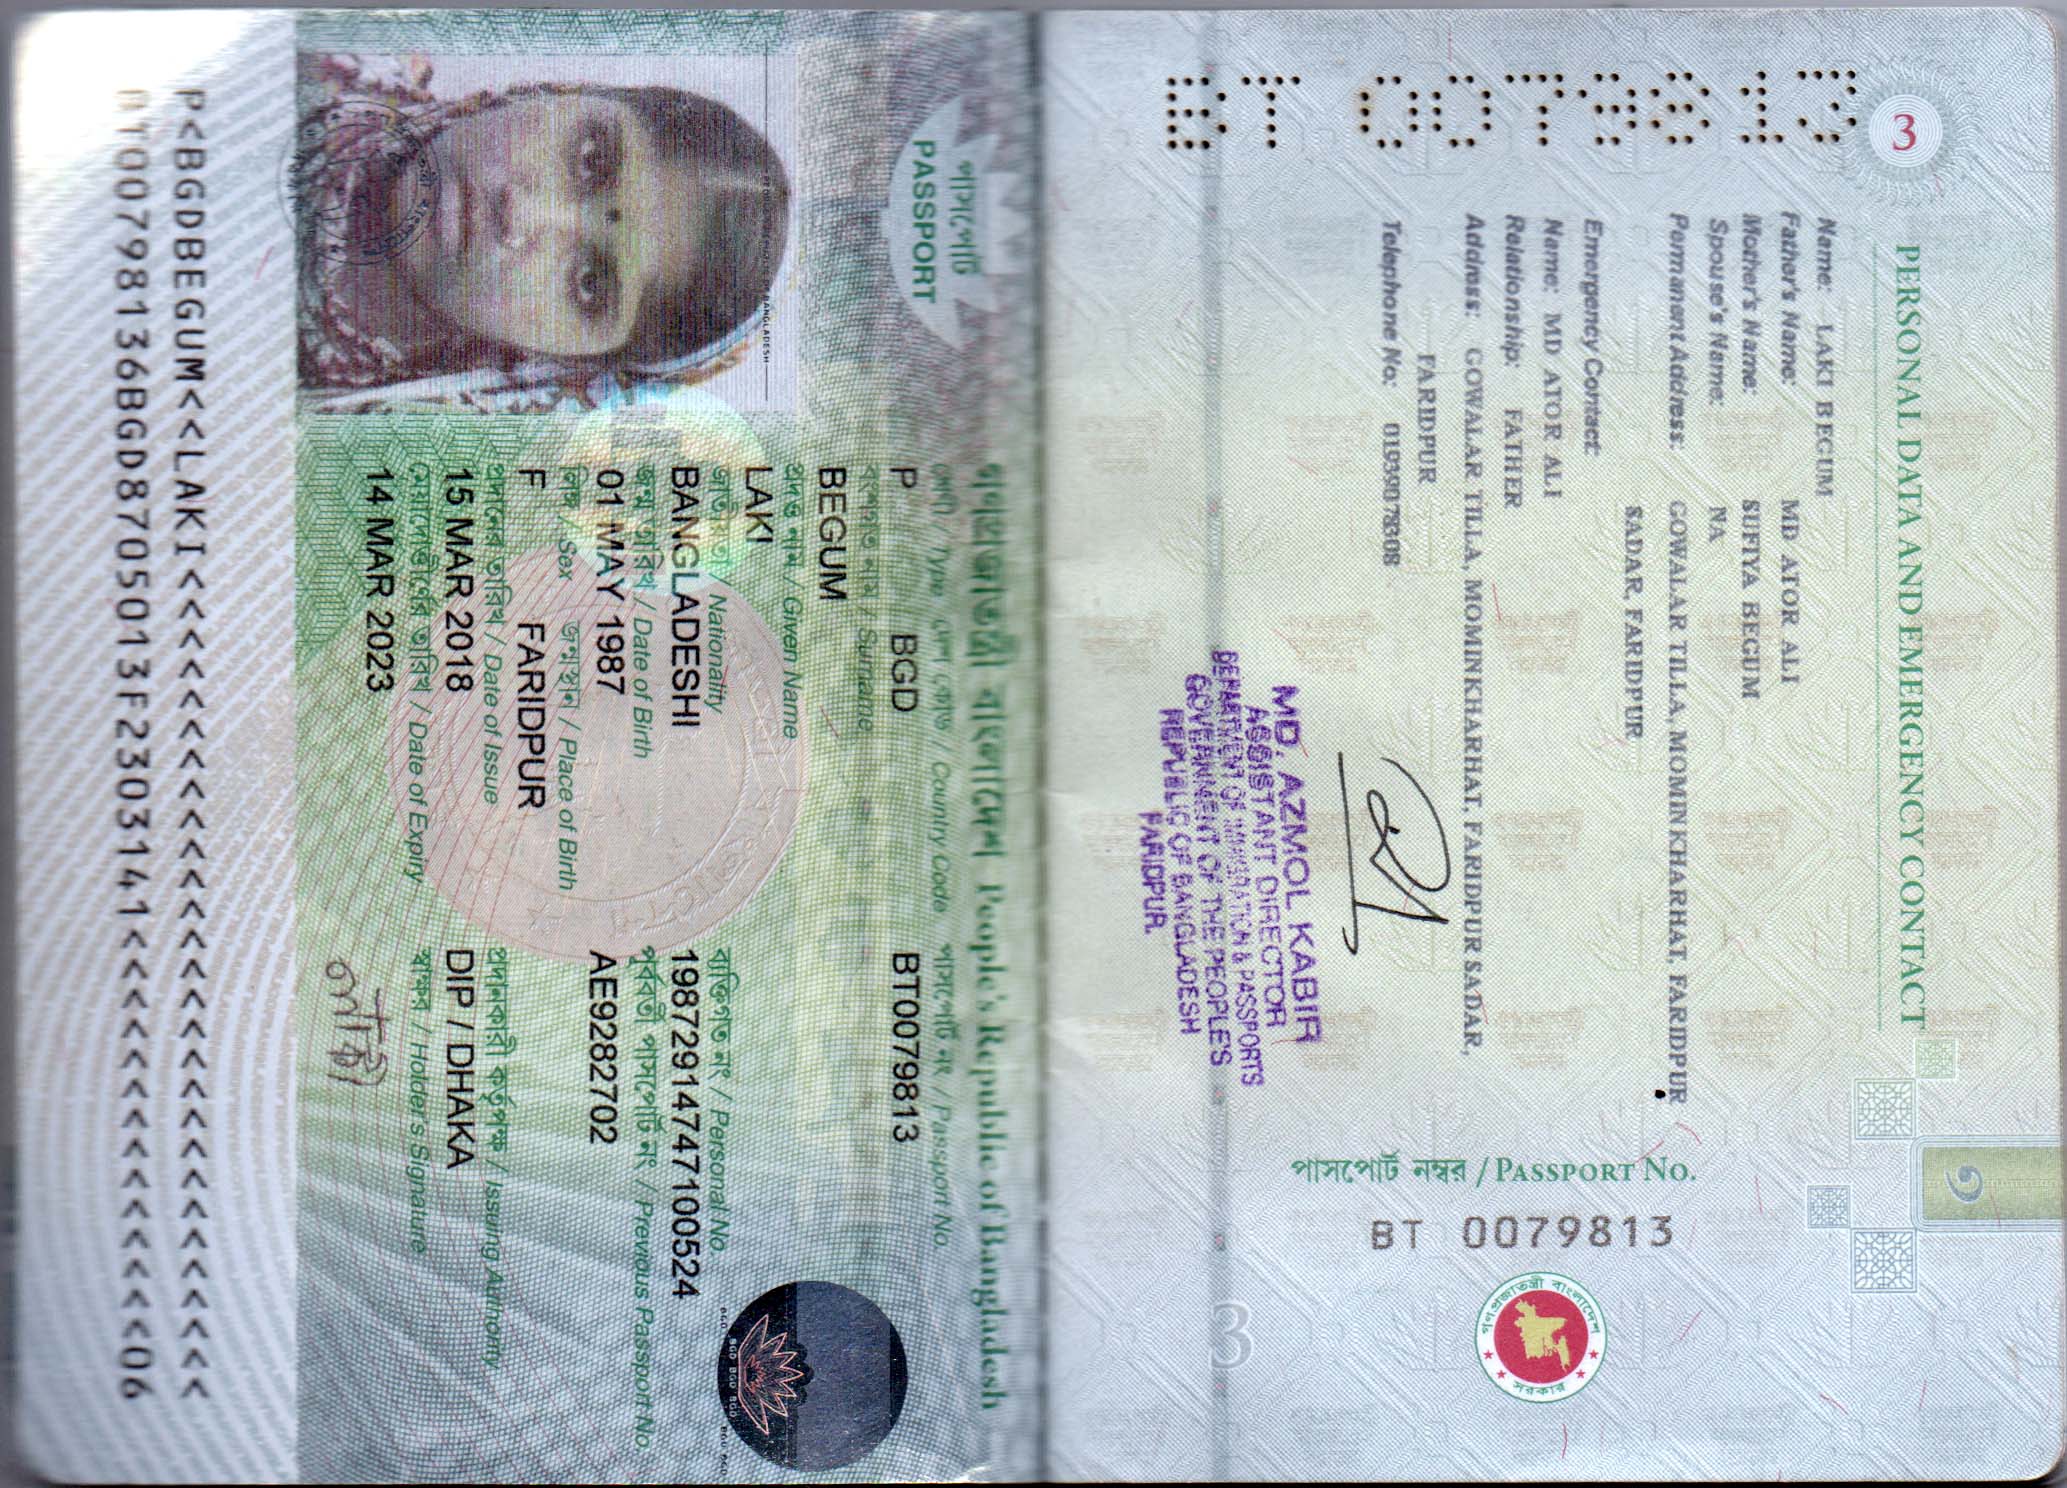 3
PERSONAL DATA AND EMERGENCY CONTACT
Name: LAKI BEGUM
Father's Name: MD ATOR ALI
Mother's Name: SUFIYA BEGUM
Spouse's Name: NA
Permanent Address: GOWALAR TILLA, MOMINKHARHAT, FARIDPUR
SADAR, FARIDPUR
Emergency Contact:
Name: MD ATOR ALI
Relationship: FATHER
Address: GOWALAR TILLA, MOMINKHARHAT, FARIDPUR SADAR,
FARIDPUR
Telephone No: 01939078308
BT 0079813
MD. AZMOL KABIR
ASSISTANT DIRECTOR
DEPARTMENT OF IMMIGRATION & PASSPORTS
GOVERNMENT OF THE PEOPLE'S
REPUBLIC OF BANGLADESH
FARIDPUR.
৩
পাসপোর্ট নম্বর / PASSPORT No.
BT 0079813
গণপ্রজাতন্ত্রী বাংলাদেশ
সরকার
3
গণপ্রজাতন্ত্রী বাংলাদেশ People's Republic of Bangladesh
পাসপোর্ট
PASSPORT
শ্রেণী / Type দেশ কোড / Country Code পাসপোর্ট নং / Passport No.
P BGD BT0079813
বংশগত নাম / Surname
BEGUM
প্রদত্ত নাম / Given Name
LAKI
জাতীয়তা / Nationality ব্যক্তিগত নং / Personal No.
BANGLADESHI 19872914747100524
জন্ম তারিখ / Date of Birth পূর্ববর্তী পাসপোর্ট নং / Previous Passport No.
01 MAY 1987 AE9282702
লিঙ্গ / Sex জন্মস্থান / Place of Birth
F FARIDPUR
প্রদানের তারিখ / Date of Issue প্রদানকারী কর্তৃপক্ষ / Issuing Authority
15 MAR 2018 DIP / DHAKA
মেয়াদোত্তীর্ণের তারিখ / Date of Expiry স্বাক্ষর / Holder's Signature
14 MAR 2023 লাকী
P<BGDBEGUM<<LAKI<<<<<<<<<<<<<<<<<<<<<<<<<<<<
BT00798136BGD8705013F2303141<<<<<<<<<<<<<<06